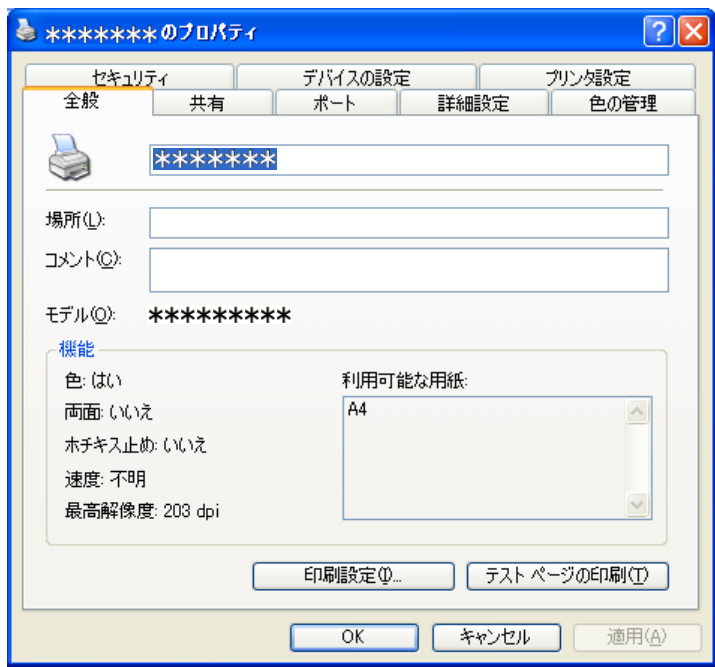 *******のプロパティ
セキュリティ デバイスの設定 プリンタ設定
全般 共有 ポート 詳細設定 色の管理
*******
場所(L):
コメント(C):
モデル(O): *********
機能
色: はい
両面: いいえ
ホチキス止め: いいえ
速度: 不明
最高解像度: 203 dpi
利用可能な用紙:
A4
印刷設定(I)... テスト ページの印刷(T)
OK キャンセル 適用(A)